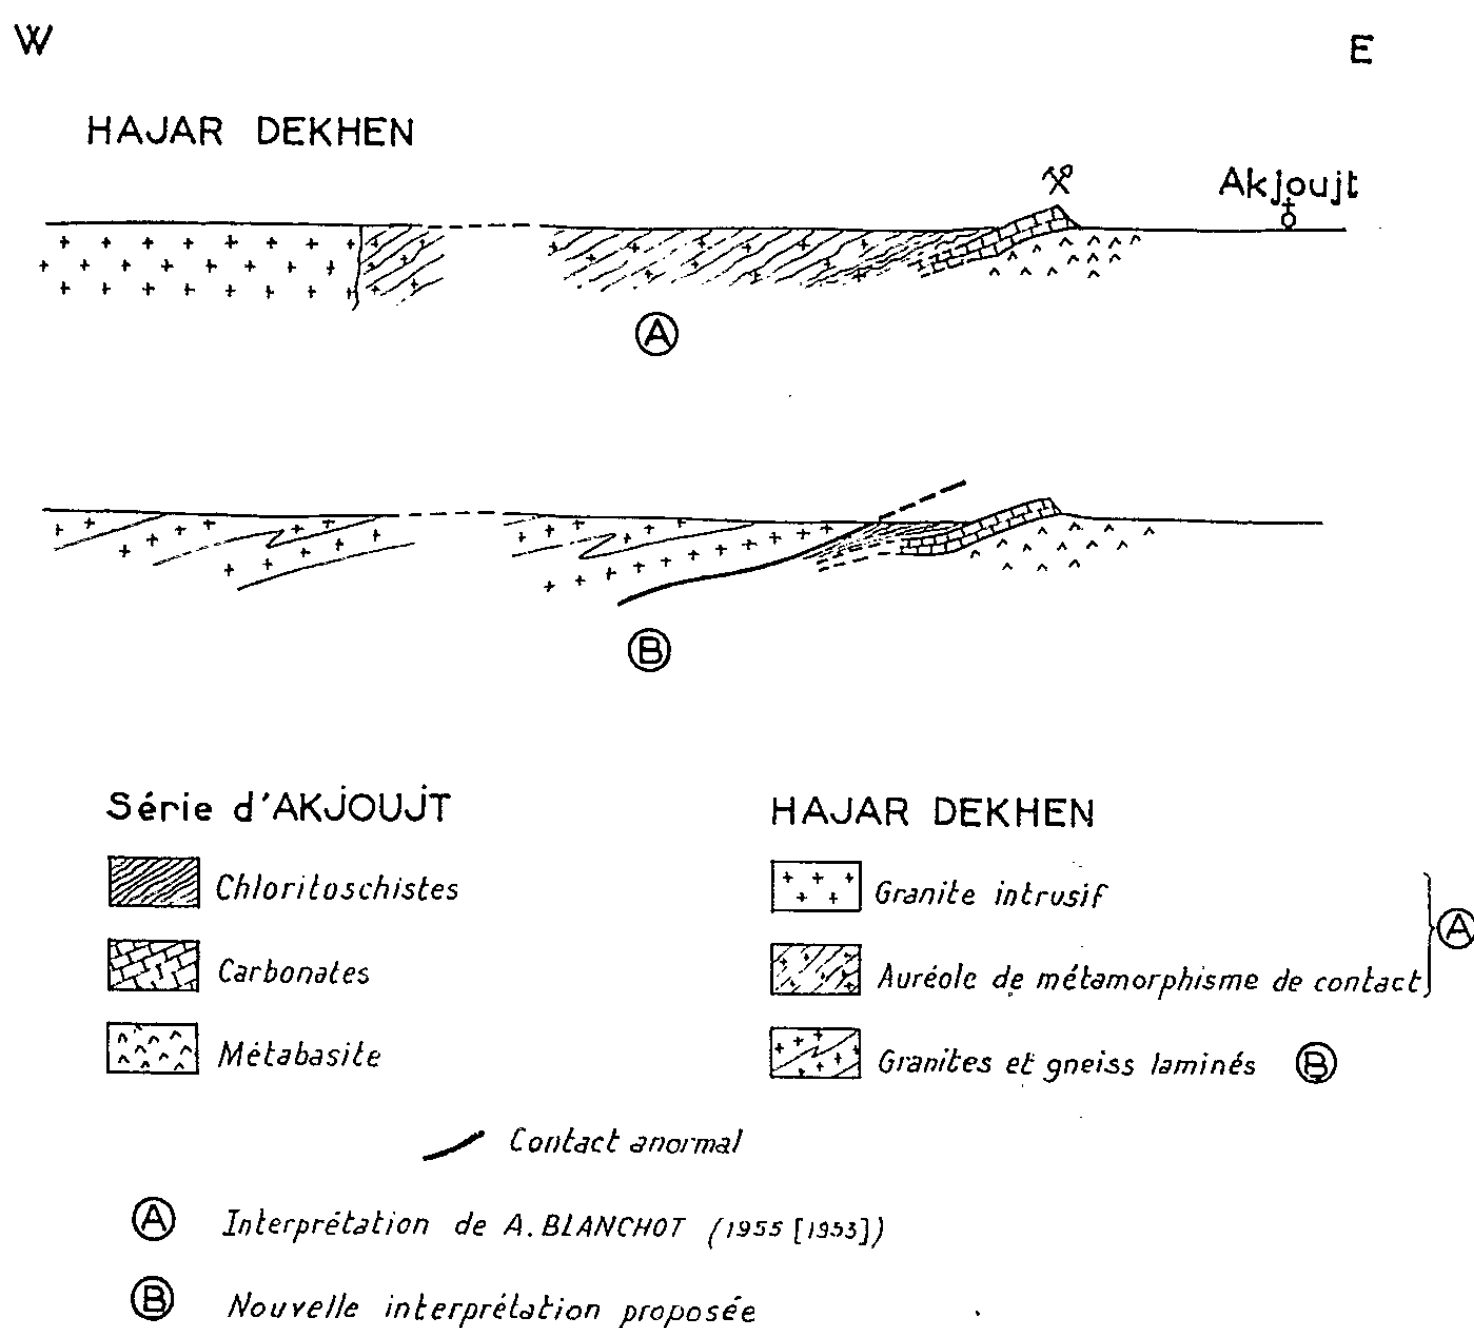 W
E
HAJAR DEKHEN
Akjoujt
A
B
Série d'AKJOUJT
Chloritoschistes
Carbonates
Métabasite
HAJAR DEKHEN
Granite intrusif
Auréole de métamorphisme de contact
A
Granites et gneiss laminés B
Contact anormal
A Interprétation de A. BLANCHOT (1955 [1953])
B Nouvelle interprétation proposée